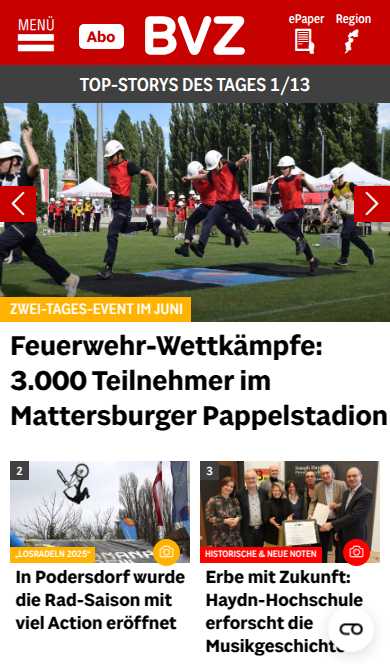 MENÜ
Abo
BVZ
ePaper
Region
TOP-STORYS DES TAGES 1/13
ZWEI-TAGES-EVENT IM JUNI
Feuerwehr-Wettkämpfe:
3.000 Teilnehmer im
Mattersburger Pappelstadion
2
„LOSRADELN 2025“
In Podersdorf wurde
die Rad-Saison mit
viel Action eröffnet
3
HISTORISCHE & NEUE NOTEN
Erbe mit Zukunft:
Haydn-Hochschule
erforscht die
Musikgeschichte